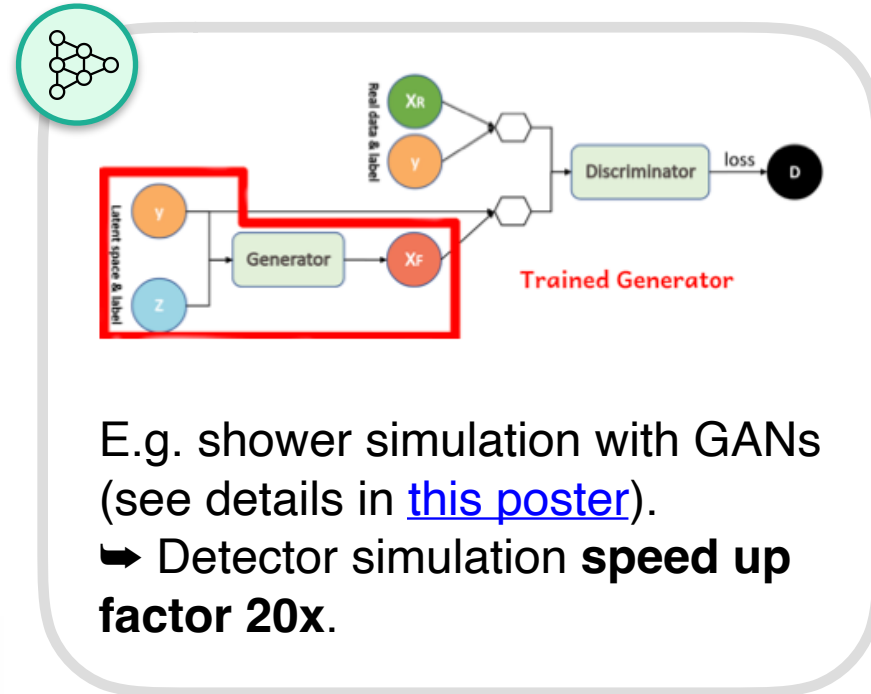 Real data & label
XR
y
Discriminator
loss
D
Latent space & label
y
Generator
XF
Z
Trained Generator
E.g. shower simulation with GANs
(see details in this poster).
➥ Detector simulation speed up
factor 20x.